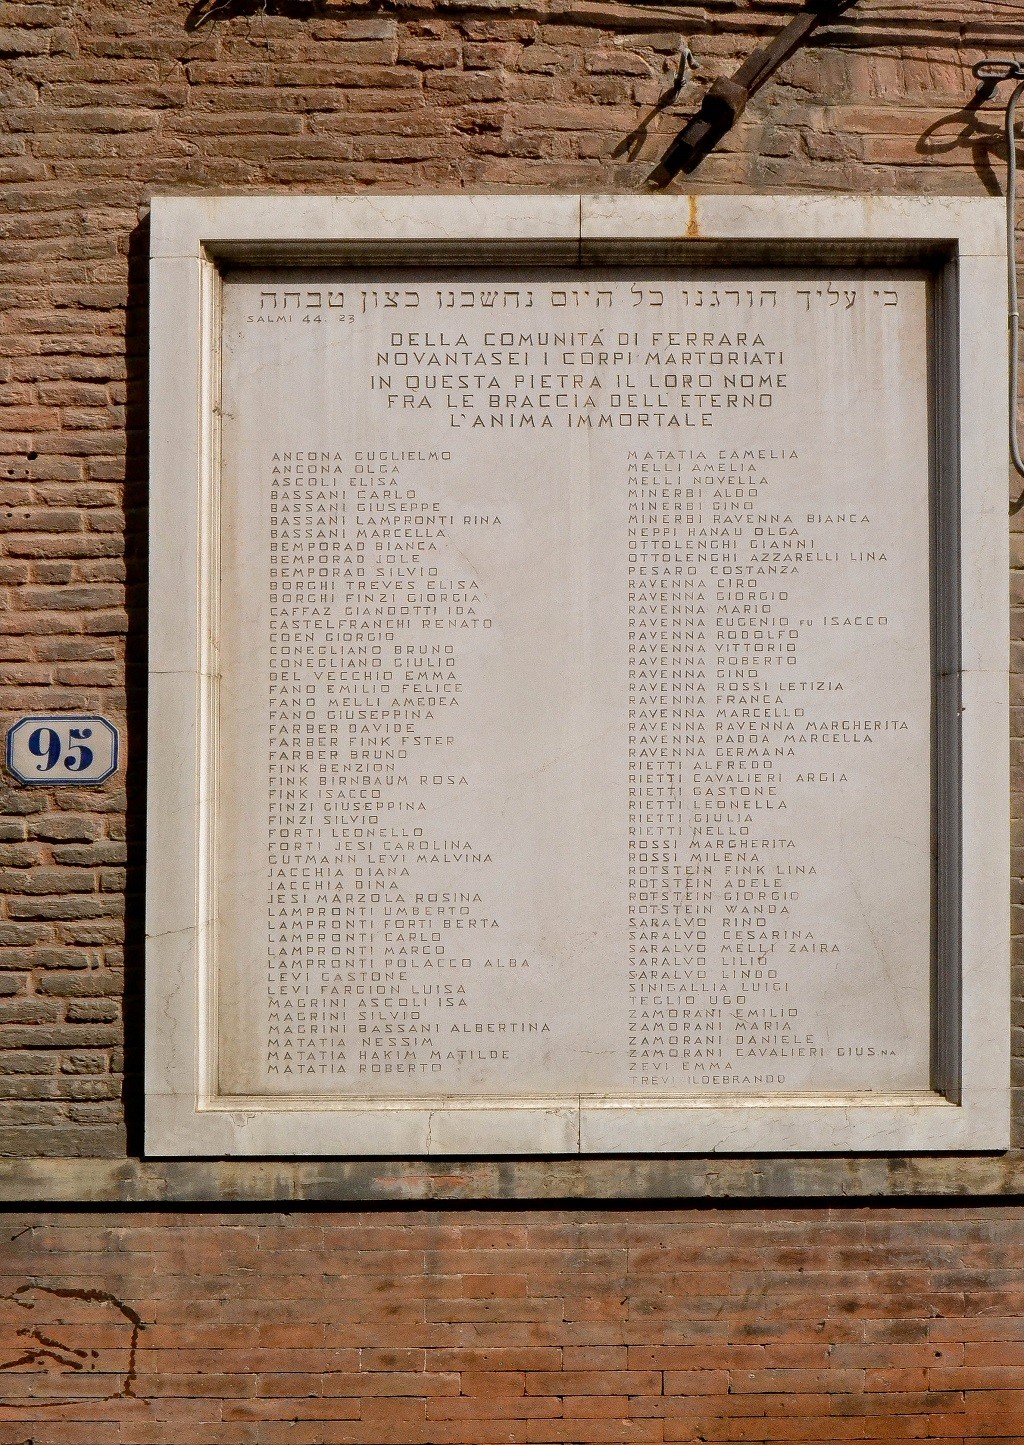 כי עליך הורגנו כל היום נחשבנו כצון טבחה
SALMI 44. 23
DELLA COMUNITÁ DI FERRARA
NOVANTASEI I CORPI MARTORIATI
IN QUESTA PIETRA IL LORO NOME
FRA LE BRACCIA DELL'ETERNO
L'ANIMA IMMORTALE
ANCONA GUGLIELMO
ANCONA OLGA
ASCOLI ELISA
BASSANI CARLO
BASSANI GIUSEPPE
BASSANI LAMPRONTI RINA
BASSANI MARCELLA
BEMPORAD BIANCA
BEMPORAD JOLE
BEMPORAD SILVIO
BORGHI TREVES ELISA
BORGHI FINZI GIORGIA
CAFFAZ GIANDOTTI IDA
CASTELFRANCHI RENATO
COEN GIORGIO
CONEGLIANO BRUNO
CONEGLIANO GIULIO
DEL VECCHIO EMMA
FANO EMILIO FELICE
FANO MELLI AMEDEA
FANO GIUSEPPINA
FARBER DAVIDE
FARBER FINK ESTER
FARBER BRUNO
FINK BENZION
FINK BIRNBAUM ROSA
FINK ISACCO
FINZI GIUSEPPINA
FINZI SILVIO
FORTI LEONELLO
FORTI JESI CAROLINA
GUTMANN LEVI MALVINA
JACCHIA DIANA
JACCHIA DINA
JESI MARZOLA ROSINA
LAMPRONTI UMBERTO
LAMPRONTI FORTI BERTA
LAMPRONTI CARLO
LAMPRONTI MARCO
LAMPRONTI POLACCO ALBA
LEVI GASTONE
LEVI FARGION LUISA
MAGRINI ASCOLI ISA
MAGRINI SILVIO
MAGRINI BASSANI ALBERTINA
MATATIA NESSIM
MATATIA HAKIM MATILDE
MATATIA ROBERTO
MATATIA CAMELIA
MELLI AMELIA
MELLI NOVELLA
MINERBI ALDO
MINERBI GINO
MINERBI RAVENNA BIANCA
NEPPI HANAU OLGA
OTTOLENGHI GIANNI
OTTOLENGHI AZZARELLI LINA
PESARO COSTANZA
RAVENNA CIRO
RAVENNA GIORGIO
RAVENNA MARIO
RAVENNA EUGENIO FU ISACCO
RAVENNA RODOLFO
RAVENNA VITTORIO
RAVENNA ROBERTO
RAVENNA GINO
RAVENNA ROSSI LETIZIA
RAVENNA FRANCA
RAVENNA MARCELLO
RAVENNA RAVENNA MARGHERITA
RAVENNA PADOA MARCELLA
RAVENNA GERMANA
RIETTI ALFREDO
RIETTI CAVALIERI ARGIA
RIETTI GASTONE
RIETTI LEONELLA
RIETTI GIULIA
RIETTI NELLO
ROSSI MARGHERITA
ROSSI MILENA
ROTSTEIN FINK LINA
ROTSTEIN ADELE
ROTSTEIN GIORGIO
ROTSTEIN WANDA
SARALVO RINO
SARALVO CESARINA
SARALVO MELLI ZAIRA
SARALVO LILIO
SARALVO LINDO
SINIGALLIA LUIGI
TEGLIO UGO
ZAMORANI EMILIO
ZAMORANI MARIA
ZAMORANI DANIELE
ZAMORANI CAVALIERI GIUS.NA
ZEVI EMMA
TREVI ILDEBRANDO
95